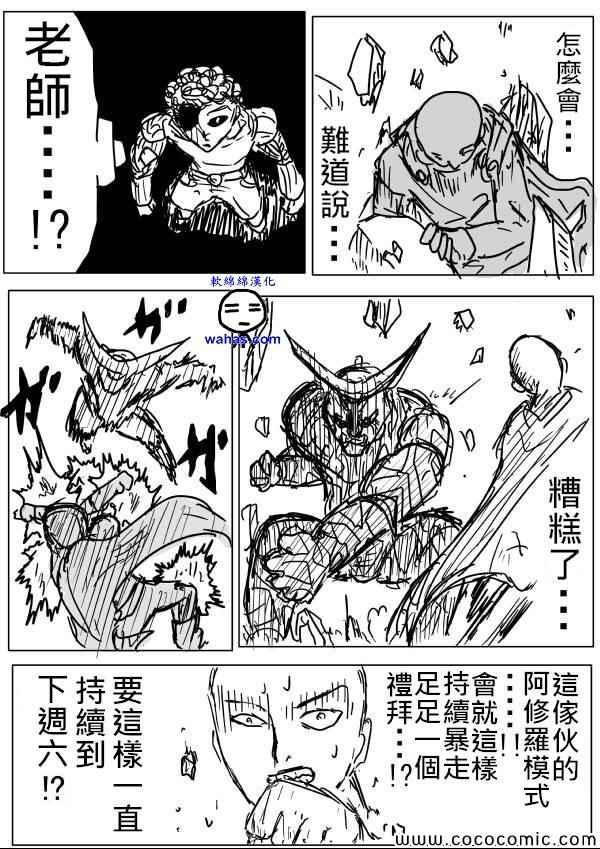 怎麼會…
難道說…
老師‥‥!?
軟綿綿漢化
wahas.com
糟糕了…
ガ
ガ
ガ
這傢伙的
阿修羅模式
‥‥!!
會就這樣
持續暴走
足足一個
禮拜…!?
要這樣一直
持續到
下週六!?
www.cococomic.com